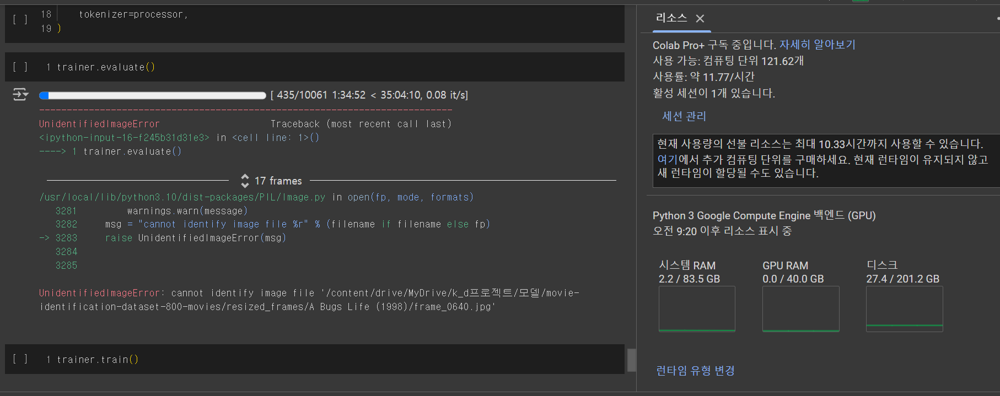 [ ] 18 tokenizer=processor,
19 )
[ ] 1 trainer.evaluate()
[ 435/10061 1:34:52 < 35:04:10, 0.08 it/s]
---------------------------------------------------------------------------
UnidentifiedImageError Traceback (most recent call last)
<ipython-input-16-f245b31d31e3> in <cell line: 1>()
----> 1 trainer.evaluate()
17 frames
/usr/local/lib/python3.10/dist-packages/PIL/Image.py in open(fp, mode, formats)
3281 warnings.warn(message)
3282 msg = "cannot identify image file %r" % (filename if filename else fp)
-> 3283 raise UnidentifiedImageError(msg)
3284
3285
UnidentifiedImageError: cannot identify image file '/content/drive/MyDrive/k_d프로젝트/모델/movie-
identification-dataset-800-movies/resized_frames/A Bugs Life (1998)/frame_0640.jpg'
[ ] 1 trainer.train()
리소스
Colab Pro+ 구독 중입니다. 자세히 알아보기
사용 가능: 컴퓨팅 단위 121.62개
사용률: 약 11.77/시간
활성 세션이 1개 있습니다.
세션 관리
현재 사용량의 선불 리소스는 최대 10.33시간까지 사용할 수 있습니다.
여기에서 추가 컴퓨팅 단위를 구매하세요. 현재 런타임이 유지되지 않고
새 런타임이 할당될 수도 있습니다.
Python 3 Google Compute Engine 백엔드 (GPU)
오전 9:20 이후 리소스 표시 중
시스템 RAM
2.2 / 83.5 GB
GPU RAM
0.0 / 40.0 GB
디스크
27.4 / 201.2 GB
런타임 유형 변경